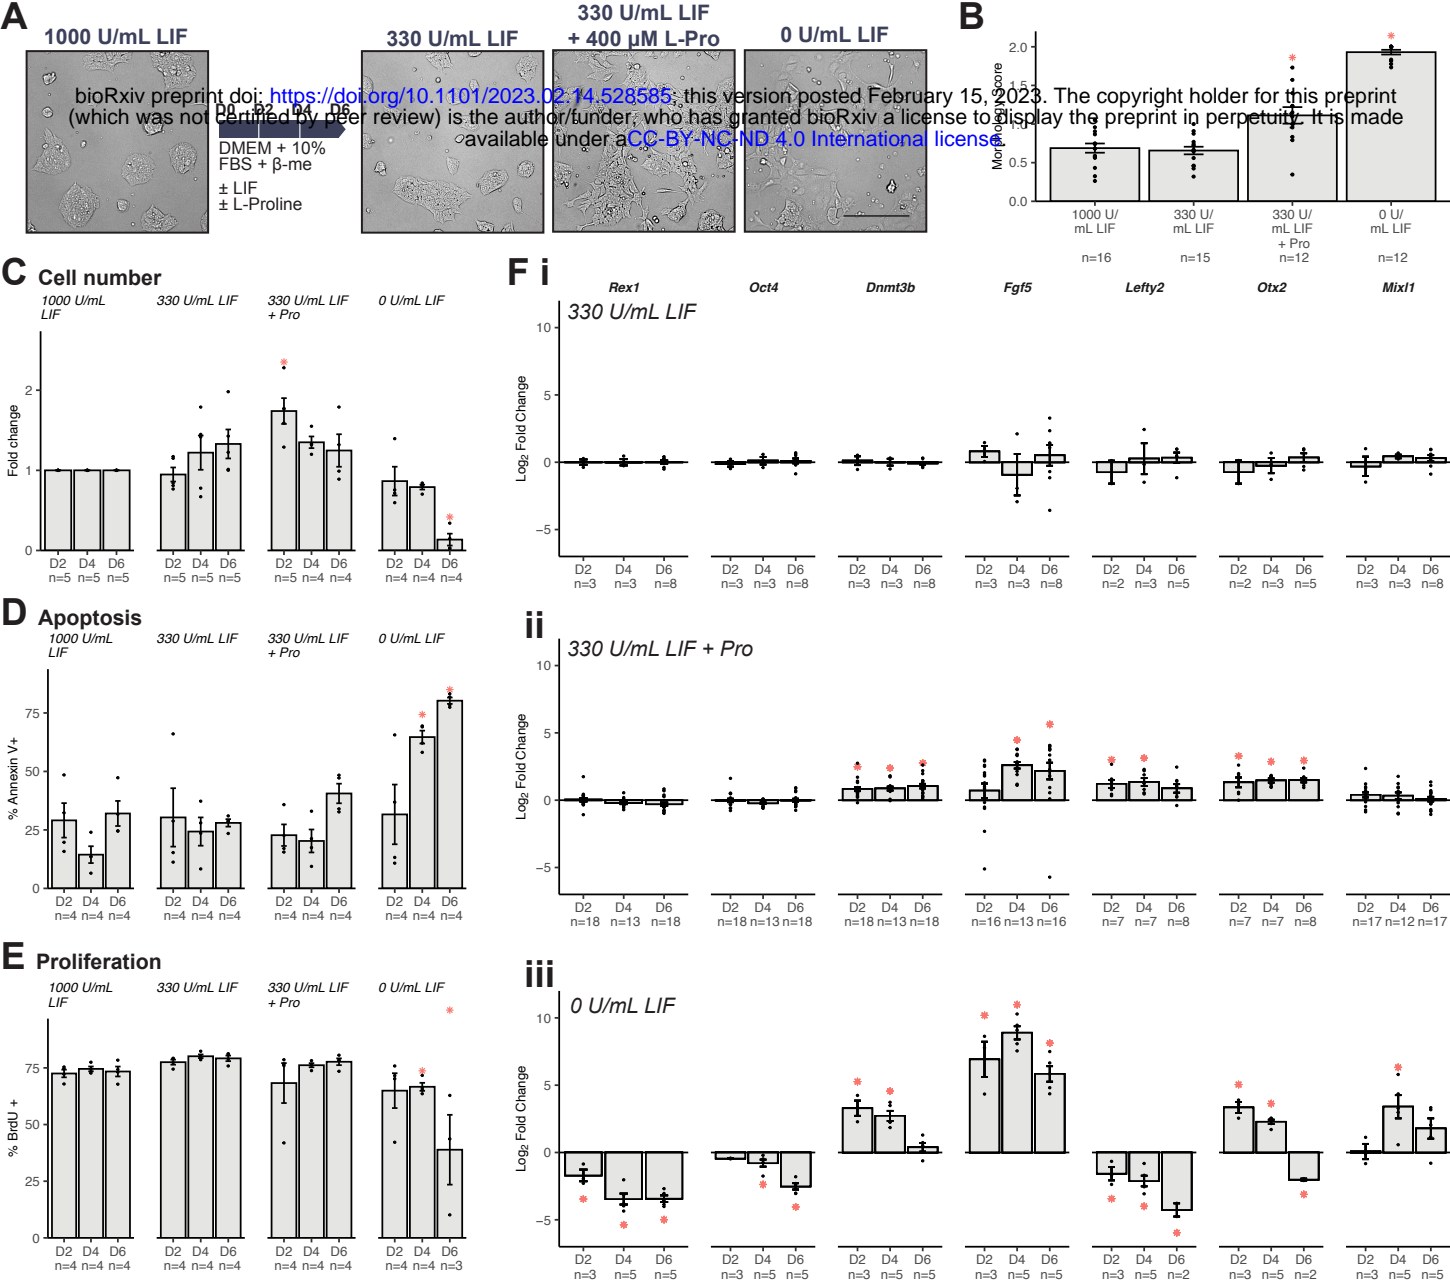 A
1000 U/mL LIF
330 U/mL LIF
330 U/mL LIF
+ 400 µM L-Pro
0 U/mL LIF
D0 D2 D4 D6
DMEM + 10%
FBS + β-me
± LIF
± L-Proline
bioRxiv preprint doi: https://doi.org/10.1101/2023.02.14.528585; this version posted February 15, 2023. The copyright holder for this preprint
(which was not certified by peer review) is the author/funder, who has granted bioRxiv a license to display the preprint in perpetuity. It is made
available under aCC-BY-NC-ND 4.0 International license.
B
Morphology Score
2.0
1.5
1.0
0.5
0.0
1000 U/
mL LIF
n=16
330 U/
mL LIF
n=15
330 U/
mL LIF
+ Pro
n=12
0 U/
mL LIF
n=12
C Cell number
1000 U/mL
LIF
330 U/mL LIF
330 U/mL LIF
+ Pro
0 U/mL LIF
Fold change
2
1
0
D2 D4 D6 D2 D4 D6 D2 D4 D6 D2 D4 D6
n=5 n=5 n=5 n=5 n=5 n=5 n=5 n=4 n=4 n=4 n=4 n=4
D Apoptosis
1000 U/mL
LIF
330 U/mL LIF
330 U/mL LIF
+ Pro
0 U/mL LIF
% Annexin V+
75
50
25
0
D2 D4 D6 D2 D4 D6 D2 D4 D6 D2 D4 D6
n=4 n=4 n=4 n=4 n=4 n=4 n=4 n=4 n=4 n=4 n=4 n=4
E Proliferation
1000 U/mL
LIF
330 U/mL LIF
330 U/mL LIF
+ Pro
0 U/mL LIF
% BrdU +
75
50
25
0
D2 D4 D6 D2 D4 D6 D2 D4 D6 D2 D4 D6
n=4 n=4 n=4 n=4 n=4 n=4 n=4 n=4 n=4 n=4 n=4 n=3
F i
Rex1 Oct4 Dnmt3b Fgf5 Lefty2 Otx2 Mixl1
330 U/mL LIF
Log2 Fold Change
10
5
0
−5
D2 D4 D6 D2 D4 D6 D2 D4 D6 D2 D4 D6 D2 D4 D6 D2 D4 D6 D2 D4 D6
n=3 n=3 n=8 n=3 n=3 n=8 n=3 n=3 n=8 n=3 n=3 n=8 n=2 n=3 n=5 n=2 n=3 n=5 n=3 n=3 n=8
ii
330 U/mL LIF + Pro
Log2 Fold Change
10
5
0
−5
D2 D4 D6 D2 D4 D6 D2 D4 D6 D2 D4 D6 D2 D4 D6 D2 D4 D6 D2 D4 D6
n=18 n=13 n=18 n=18 n=13 n=18 n=18 n=13 n=18 n=16 n=13 n=16 n=7 n=7 n=8 n=7 n=7 n=8 n=17 n=12 n=17
iii
0 U/mL LIF
Log2 Fold Change
10
5
0
−5
D2 D4 D6 D2 D4 D6 D2 D4 D6 D2 D4 D6 D2 D4 D6 D2 D4 D6 D2 D4 D6
n=3 n=5 n=5 n=3 n=5 n=5 n=3 n=5 n=5 n=3 n=5 n=5 n=3 n=5 n=2 n=3 n=5 n=2 n=3 n=5 n=5